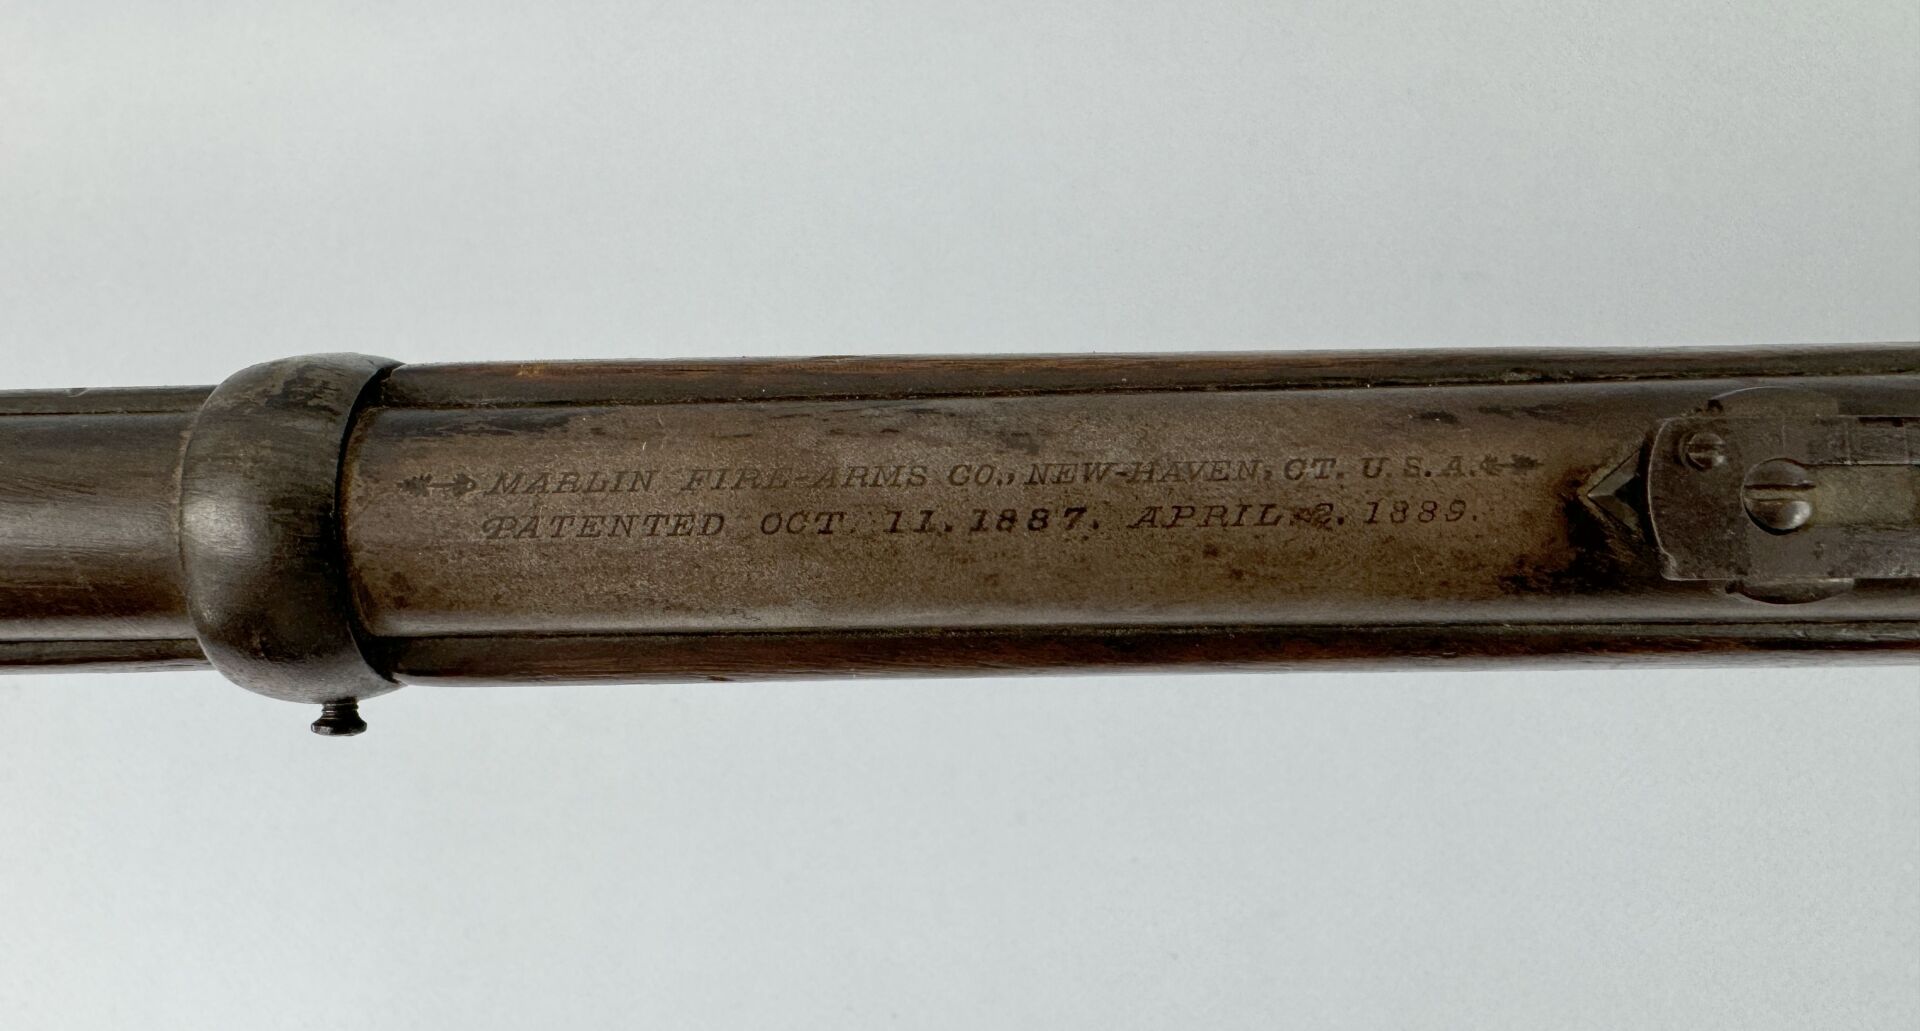 MARLIN FIRE-ARMS CO., NEW-HAVEN, CT. U.S.A.
PATENTED OCT. 11. 1887. APRIL. 2. 1889.